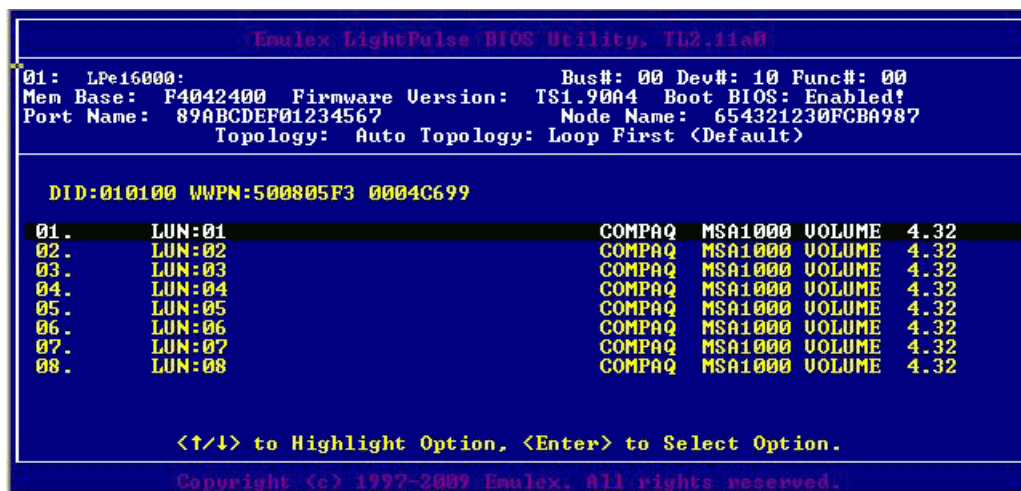 Emulex LightPulse BIOS Utility, TL2.11a0
01: LPe16000: Bus#: 00 Dev#: 10 Func#: 00
Mem Base: F4042400 Firmware Version: TS1.90A4 Boot BIOS: Enabled!
Port Name: 89ABCDEF01234567 Node Name: 654321230FCBA987
Topology: Auto Topology: Loop First <Default>
DID:010100 WWPN:500805F3 0004C699
01. LUN:01 COMPAQ MSA1000 VOLUME 4.32
02. LUN:02 COMPAQ MSA1000 VOLUME 4.32
03. LUN:03 COMPAQ MSA1000 VOLUME 4.32
04. LUN:04 COMPAQ MSA1000 VOLUME 4.32
05. LUN:05 COMPAQ MSA1000 VOLUME 4.32
06. LUN:06 COMPAQ MSA1000 VOLUME 4.32
07. LUN:07 COMPAQ MSA1000 VOLUME 4.32
08. LUN:08 COMPAQ MSA1000 VOLUME 4.32
<↑/↓> to Highlight Option, <Enter> to Select Option.
Copyright <c> 1997-2009 Emulex. All rights reserved.